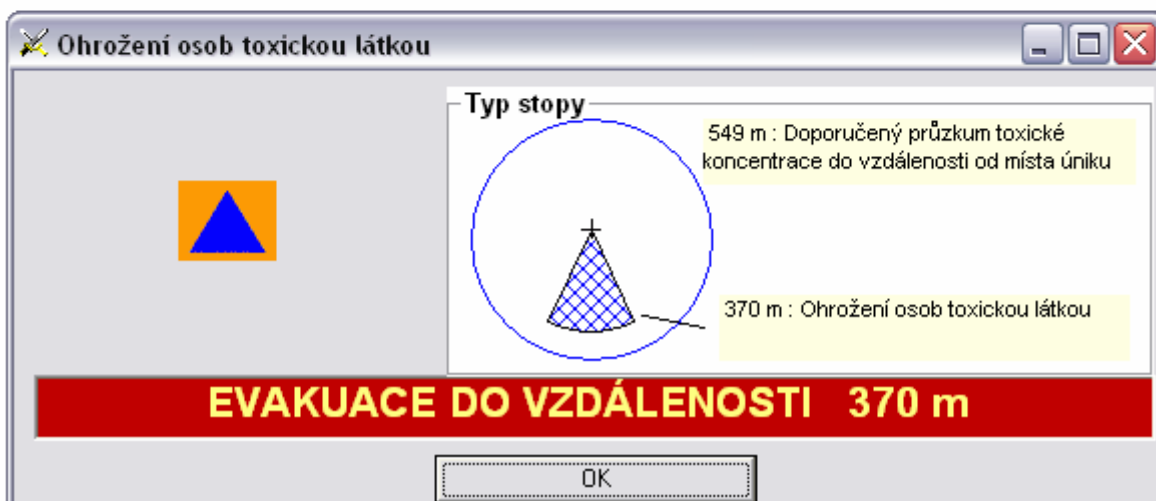 Ohrožení osob toxickou látkou
Typ stopy
549 m : Doporučený průzkum toxické
koncentrace do vzdálenosti od místa úniku
370 m : Ohrožení osob toxickou látkou
EVAKUACE DO VZDÁLENOSTI 370 m
OK